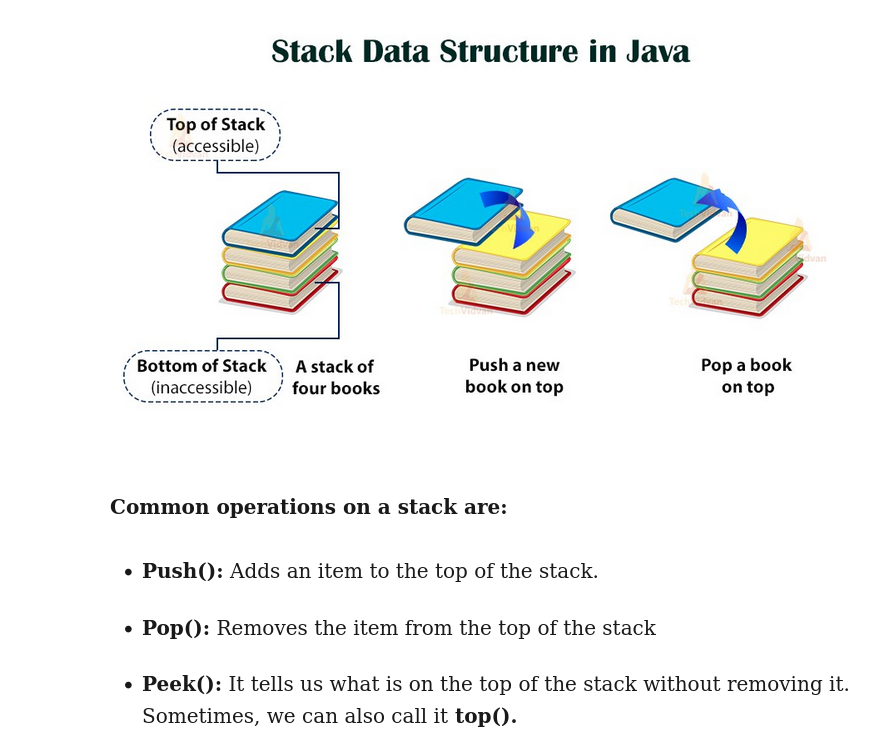 Stack Data Structure in Java
Top of Stack
(accessible)
Bottom of Stack
(inaccessible)
A stack of
four books
TechVidvan
Push a new
book on top
TechVidvan
Pop a book
on top
Common operations on a stack are:
• Push(): Adds an item to the top of the stack.
• Pop(): Removes the item from the top of the stack
• Peek(): It tells us what is on the top of the stack without removing it.
Sometimes, we can also call it top().